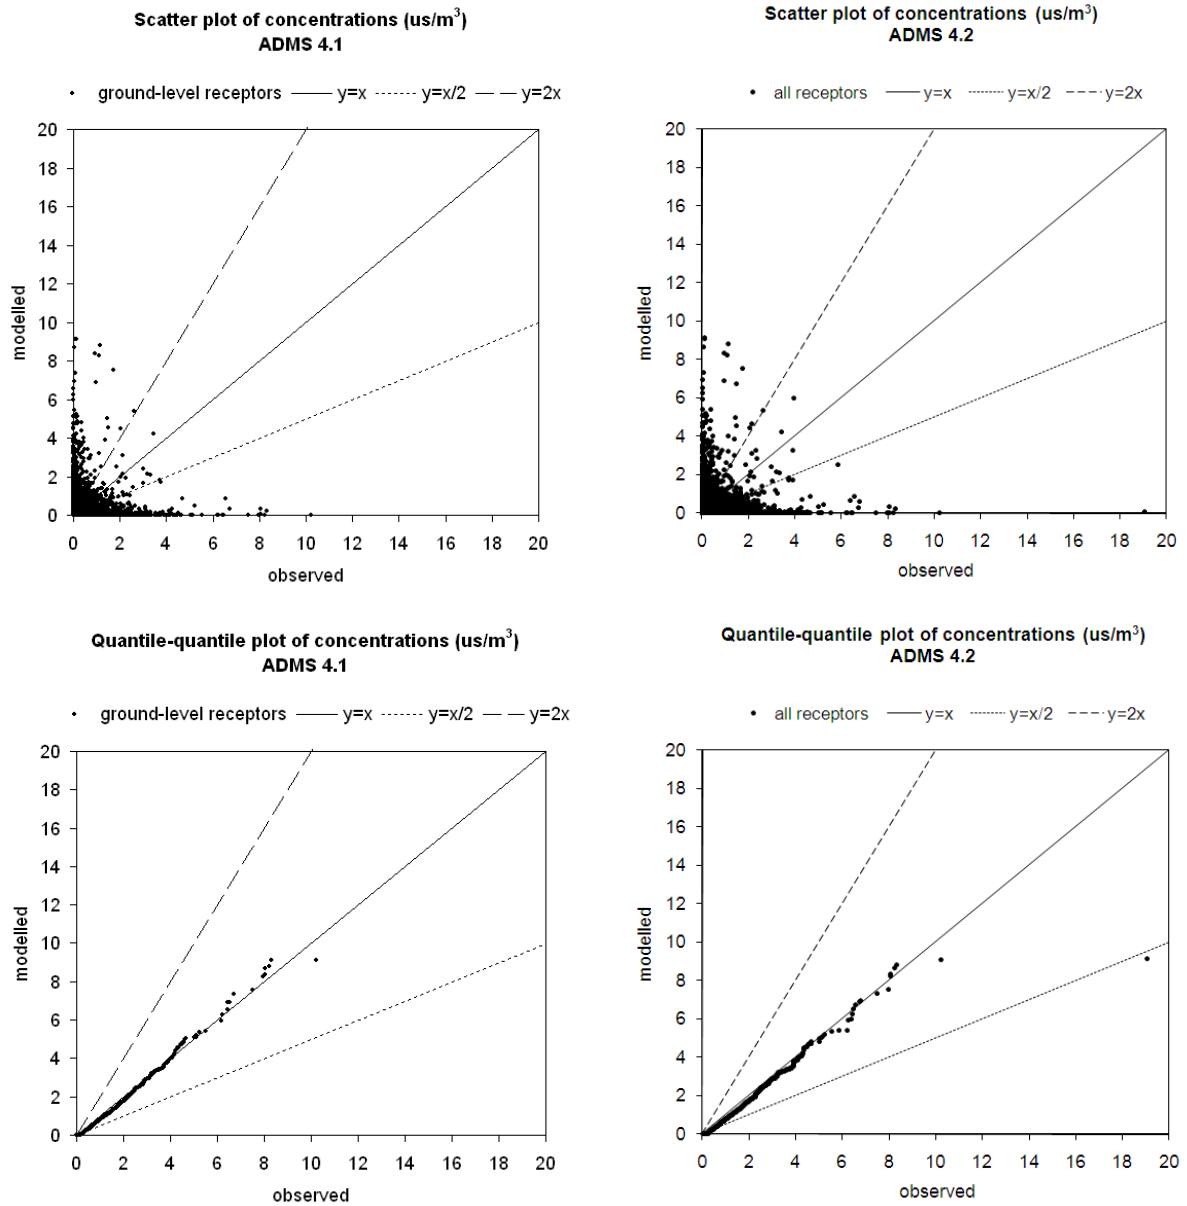 Scatter plot of concentrations (us/m³)
ADMS 4.1
ground-level receptors y=x y=x/2 y=2x
20
18
16
14
12
10
8
6
4
2
0
modelled
0 2 4 6 8 10 12 14 16 18 20
observed
Scatter plot of concentrations (us/m³)
ADMS 4.2
all receptors y=x y=x/2 y=2x
20
18
16
14
12
10
8
6
4
2
0
modelled
0 2 4 6 8 10 12 14 16 18 20
observed
Quantile-quantile plot of concentrations (us/m³)
ADMS 4.1
ground-level receptors y=x y=x/2 y=2x
20
18
16
14
12
10
8
6
4
2
0
modelled
0 2 4 6 8 10 12 14 16 18 20
observed
Quantile-quantile plot of concentrations (us/m³)
ADMS 4.2
all receptors y=x y=x/2 y=2x
20
18
16
14
12
10
8
6
4
2
0
modelled
0 2 4 6 8 10 12 14 16 18 20
observed